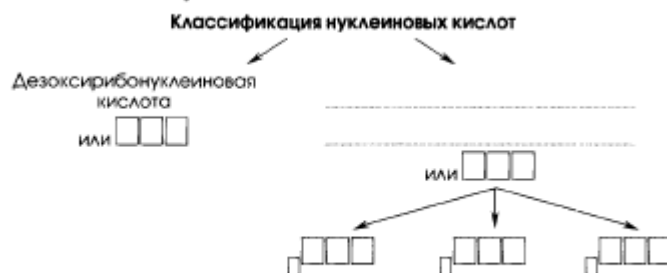 Классификация нуклеиновых кислот
Дезоксирибонуклеиновая
кислота
или
или